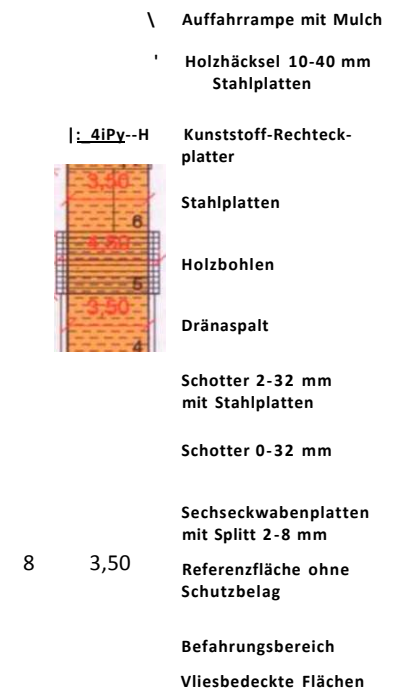 \ Auffahrrampe mit Mulch
' Holzhäcksel 10-40 mm
Stahlplatten
|:_4iPy--H Kunststoff-Rechteck-
platter
3,50
Stahlplatten
6
4,50
Holzbohlen
5
3,50
Dränaspalt
4
Schotter 2-32 mm
mit Stahlplatten
Schotter 0-32 mm
Sechseckwabenplatten
mit Splitt 2-8 mm
8 3,50 Referenzfläche ohne
Schutzbelag
Befahrungsbereich
Vliesbedeckte Flächen